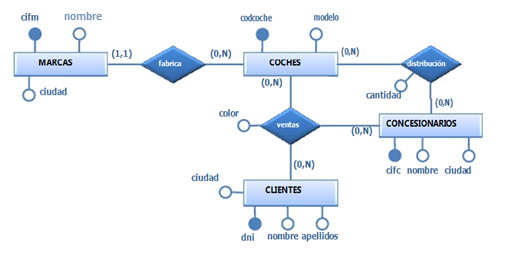 cifm
nombre
codcoche
modelo
MARCAS
(1,1)
fabrica
(0,N)
COCHES
(0,N)
distribución
ciudad
(0,N)
cantidad
(0,N)
color
ventas
(0,N)
CONCESIONARIOS
(0,N)
cifc
nombre
ciudad
ciudad
CLIENTES
dni
nombre
apellidos